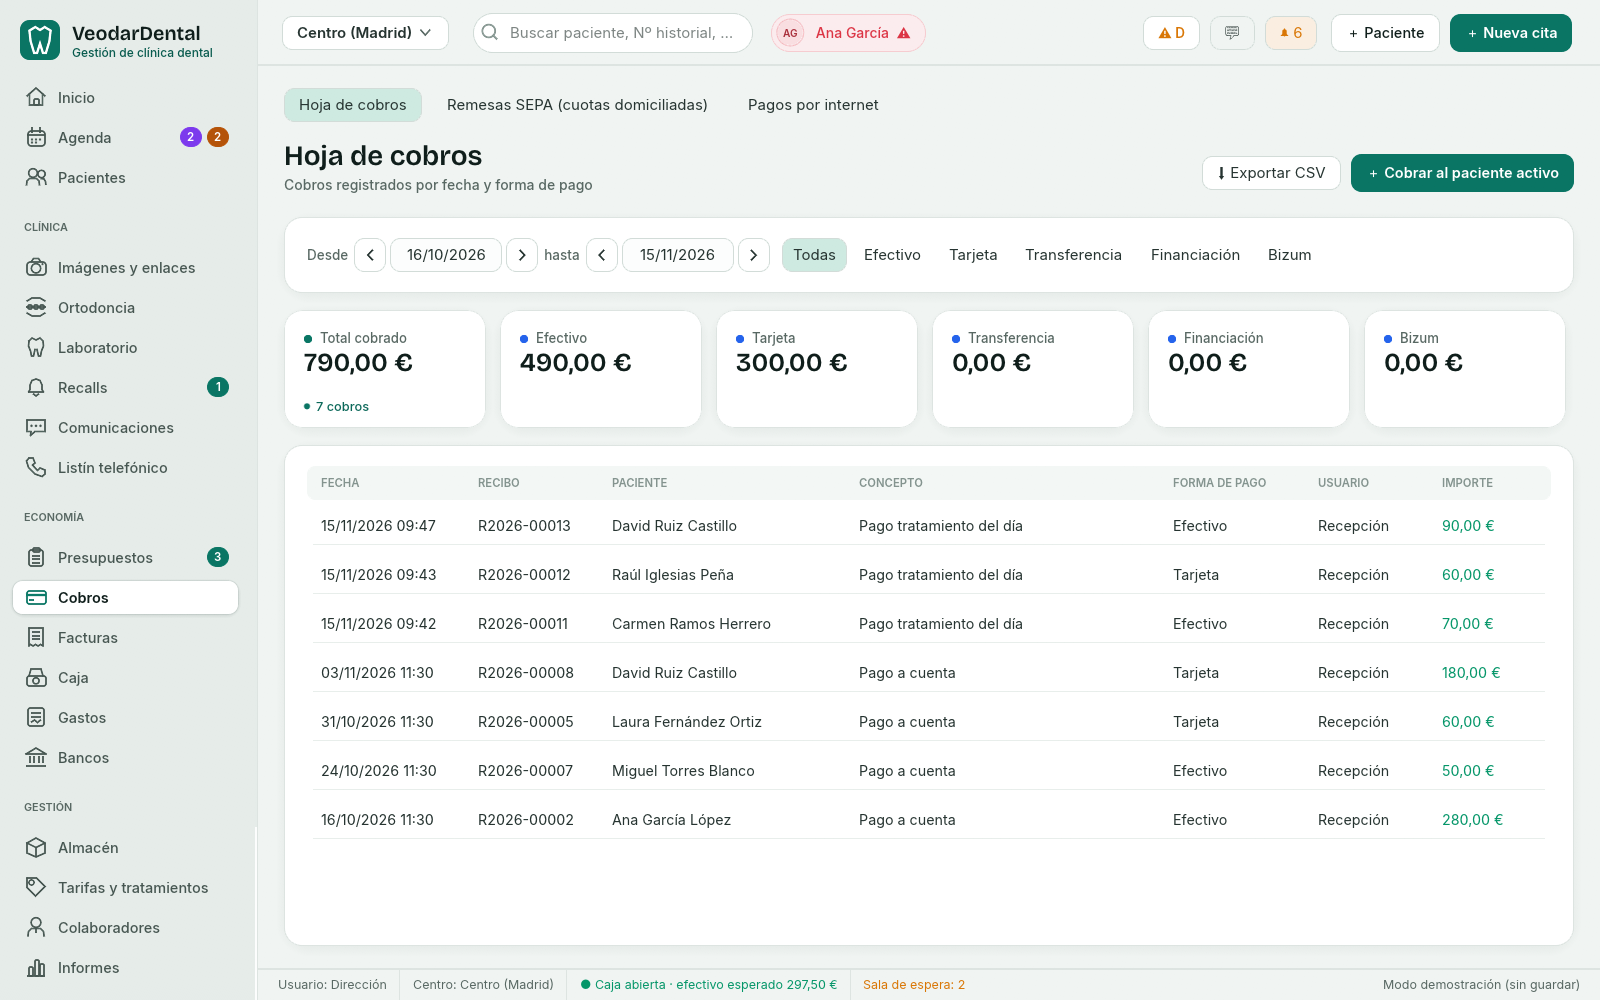 VeodarDental
Gestión de clínica dental
Inicio
Agenda 2 2
Pacientes
CLÍNICA
Imágenes y enlaces
Ortodoncia
Laboratorio
Recalls 1
Comunicaciones
Listín telefónico
ECONOMÍA
Presupuestos 3
Cobros
Facturas
Caja
Gastos
Bancos
GESTIÓN
Almacén
Tarifas y tratamientos
Colaboradores
Informes
Centro (Madrid)
Buscar paciente, Nº historial, ...
AG Ana García
D
6
+ Paciente
+ Nueva cita
Hoja de cobros Remesas SEPA (cuotas domiciliadas) Pagos por internet
Hoja de cobros
Cobros registrados por fecha y forma de pago
Exportar CSV
+ Cobrar al paciente activo
Desde 16/10/2026 hasta 15/11/2026 Todas Efectivo Tarjeta Transferencia Financiación Bizum
Total cobrado
790,00 €
7 cobros
Efectivo
490,00 €
Tarjeta
300,00 €
Transferencia
0,00 €
Financiación
0,00 €
Bizum
0,00 €
FECHA RECIBO PACIENTE CONCEPTO FORMA DE PAGO USUARIO IMPORTE
15/11/2026 09:47 R2026-00013 David Ruiz Castillo Pago tratamiento del día Efectivo Recepción 90,00 €
15/11/2026 09:43 R2026-00012 Raúl Iglesias Peña Pago tratamiento del día Tarjeta Recepción 60,00 €
15/11/2026 09:42 R2026-00011 Carmen Ramos Herrero Pago tratamiento del día Efectivo Recepción 70,00 €
03/11/2026 11:30 R2026-00008 David Ruiz Castillo Pago a cuenta Tarjeta Recepción 180,00 €
31/10/2026 11:30 R2026-00005 Laura Fernández Ortiz Pago a cuenta Tarjeta Recepción 60,00 €
24/10/2026 11:30 R2026-00007 Miguel Torres Blanco Pago a cuenta Efectivo Recepción 50,00 €
16/10/2026 11:30 R2026-00002 Ana García López Pago a cuenta Efectivo Recepción 280,00 €
Usuario: Dirección Centro: Centro (Madrid) Caja abierta · efectivo esperado 297,50 € Sala de espera: 2 Modo demostración (sin guardar)